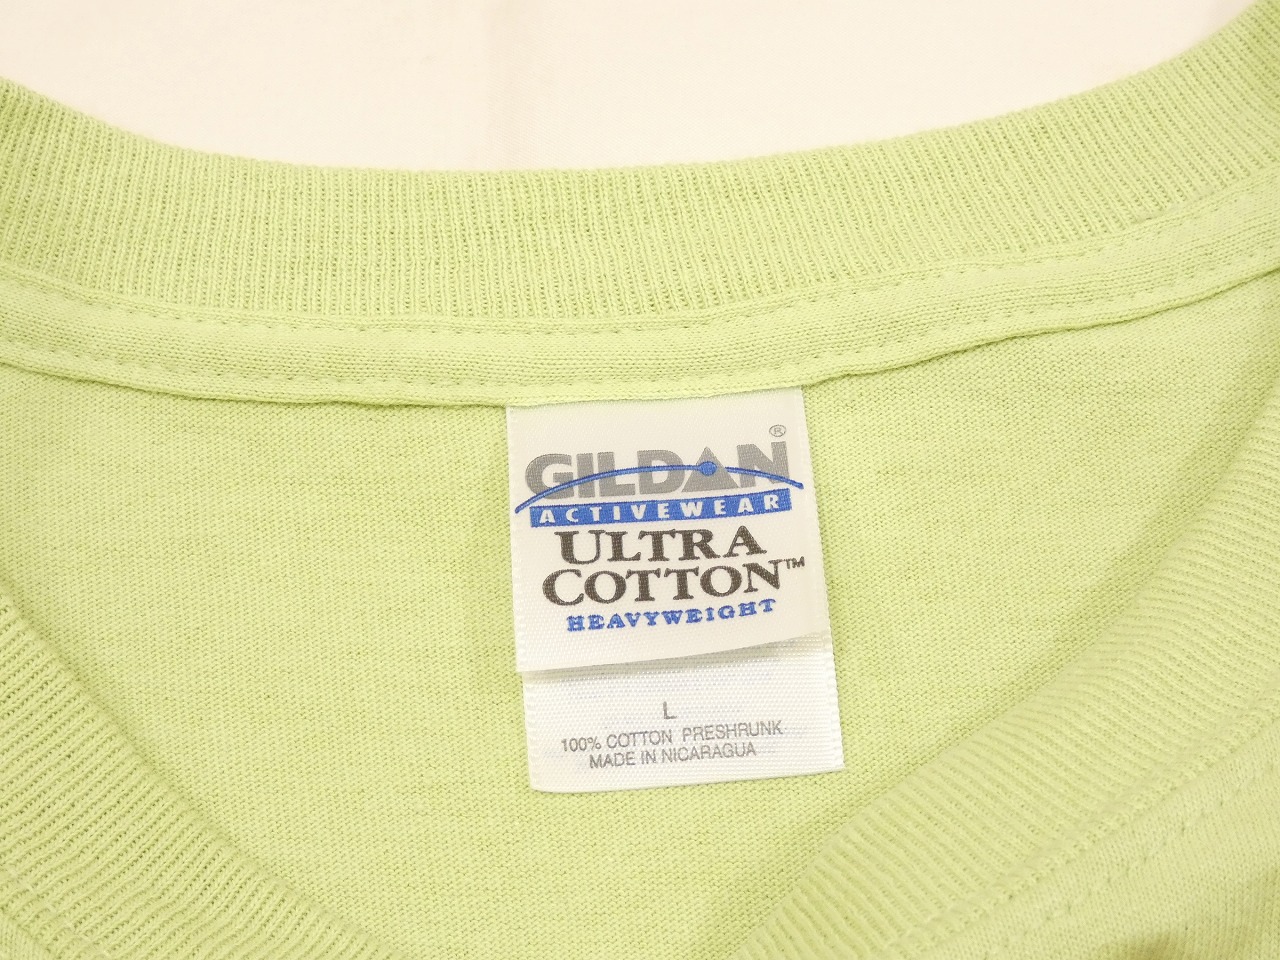 GILDAN®
ACTIVEWEAR
ULTRA
COTTON™
HEAVYWEIGHT
L
100% COTTON PRESHRUNK
MADE IN NICARAGUA